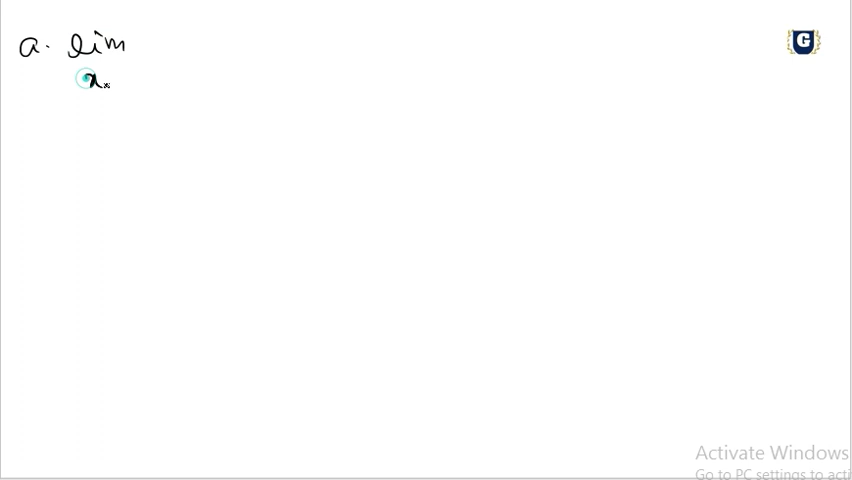 a. lim
x
G
Activate Windows
Go to PC settings to acti